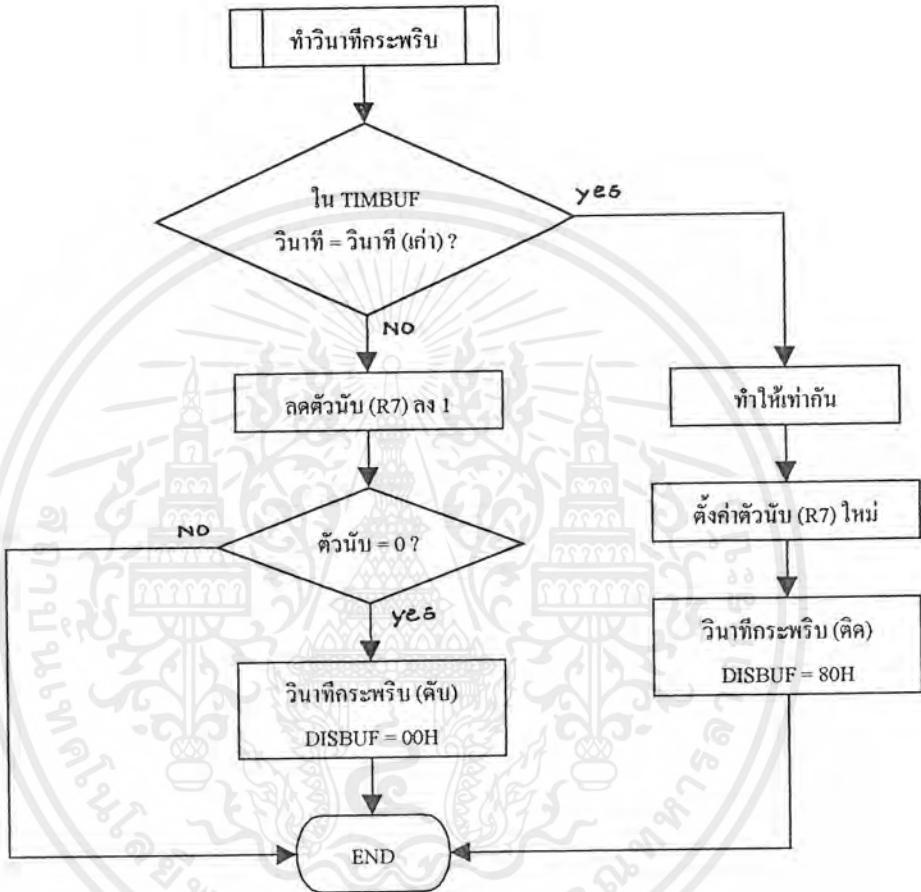 ทำวินาทีกระพริบ
ใน TIMBUF
วินาที = วินาที (เก่า) ?
yes
NO
ลดตัวนับ (R7) ลง 1
ทำให้เท่ากัน
ตั้งค่าตัวนับ (R7) ใหม่
NO
ตัวนับ = 0 ?
yes
วินาทีกระพริบ (ติด)
DISBUF = 80H
วินาทีกระพริบ (ดับ)
DISBUF = 00H
END